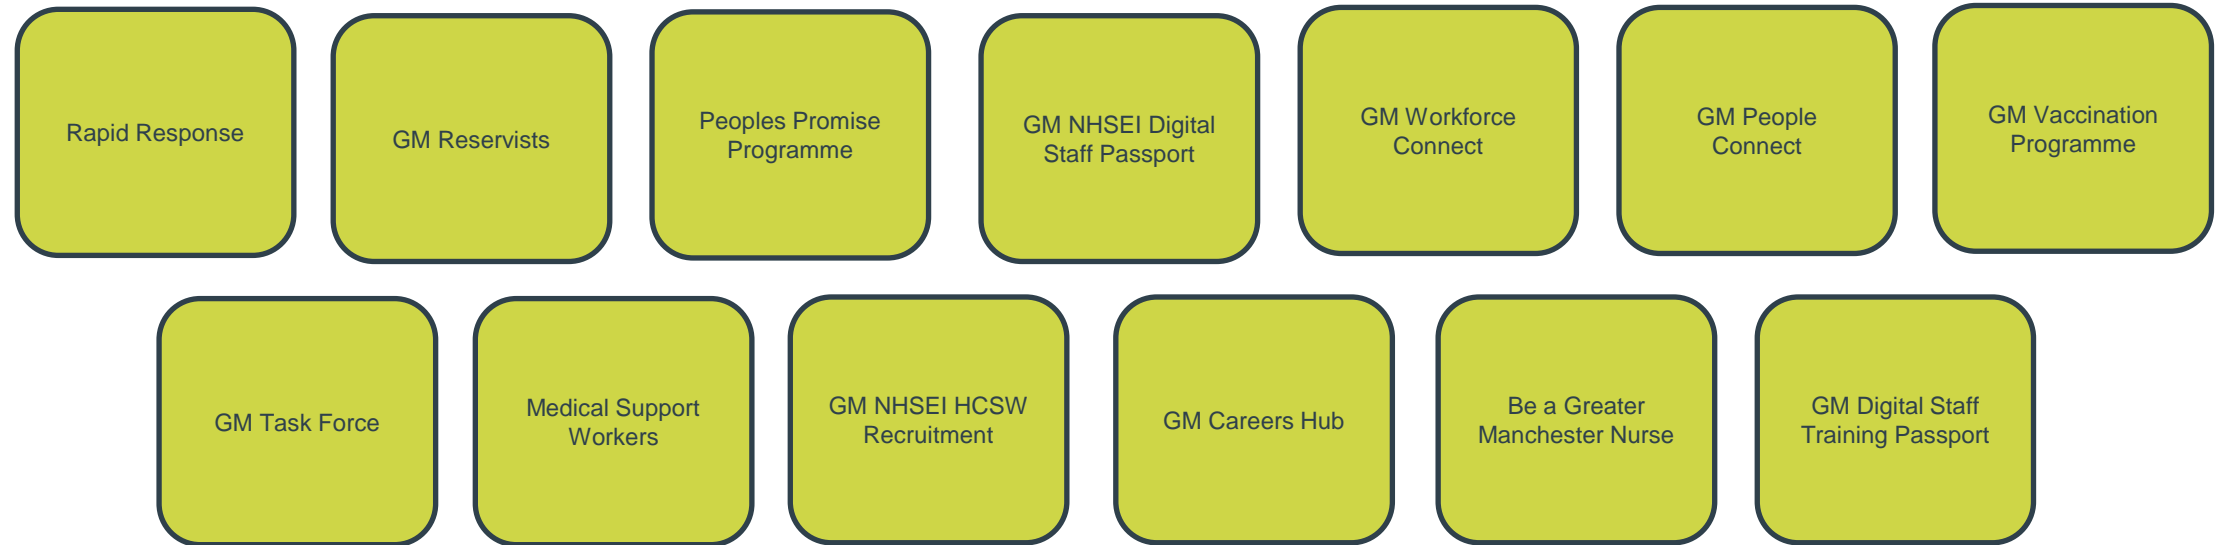 Rapid Response
GM Reservists
Peoples Promise
Programme
GM NHSEI Digital
Staff Passport
GM Workforce
Connect
GM People
Connect
GM Vaccination
Programme
GM Task Force
Medical Support
Workers
GM NHSEI HCSW
Recruitment
GM Careers Hub
Be a Greater
Manchester Nurse
GM Digital Staff
Training Passport